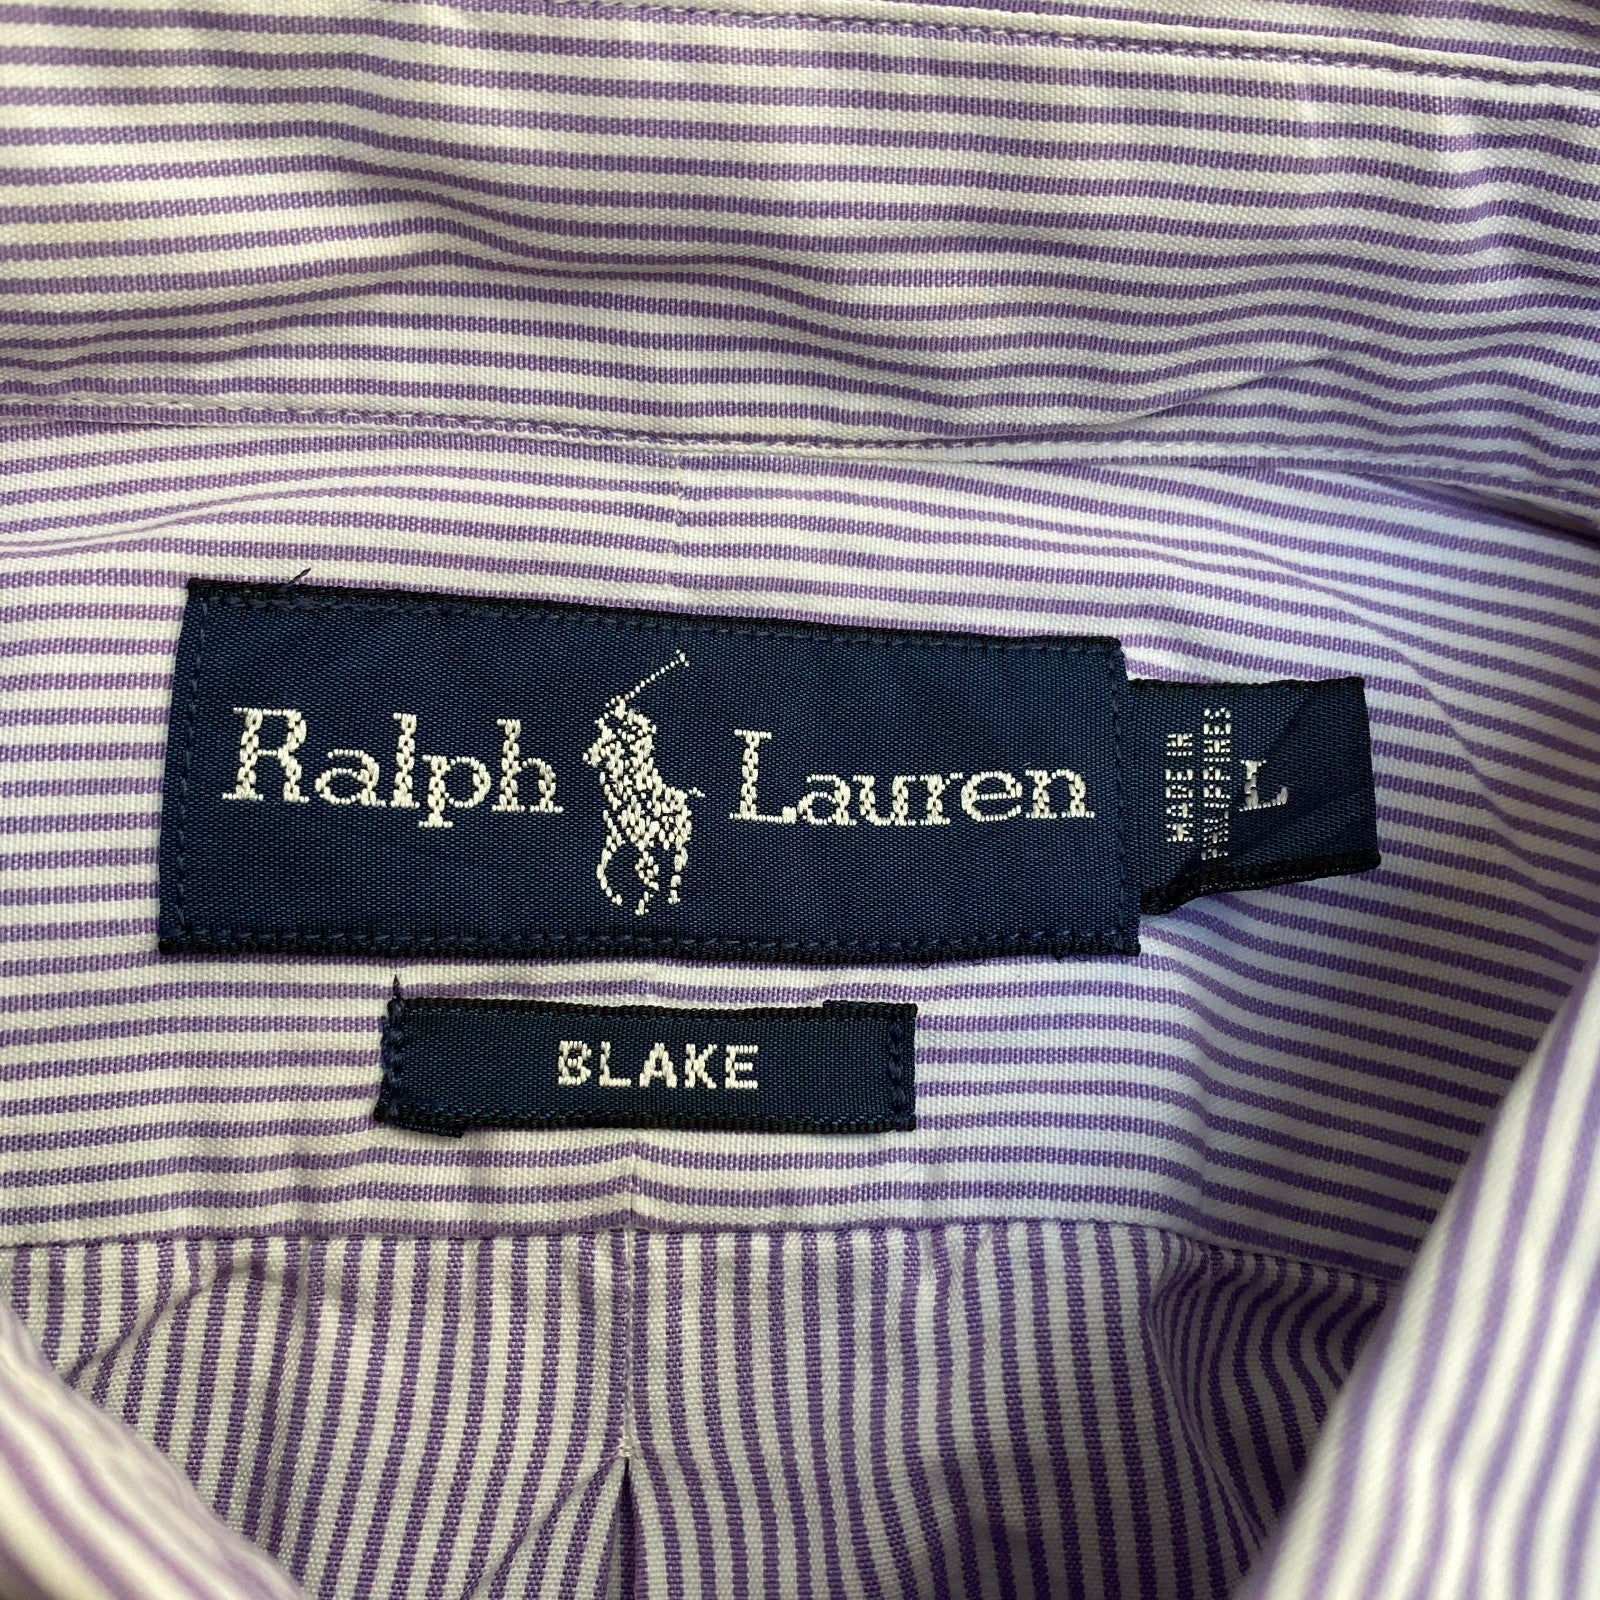 Ralph Lauren
MADE IN
PHILIPPINES
L
BLAKE